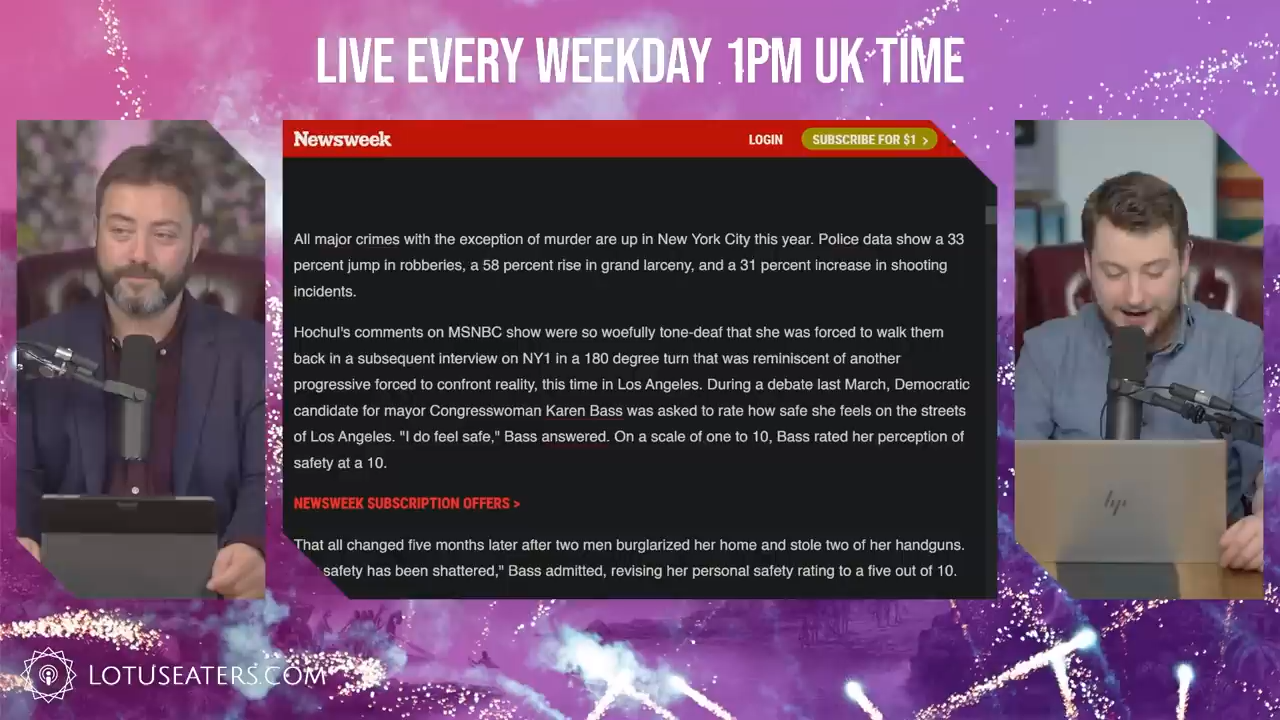 LIVE EVERY WEEKDAY 1PM UK TIME
Newsweek
LOGIN
SUBSCRIBE FOR $1 >
All major crimes with the exception of murder are up in New York City this year. Police data show a 33
percent jump in robberies, a 58 percent rise in grand larceny, and a 31 percent increase in shooting
incidents.
Hochul's comments on MSNBC show were so woefully tone-deaf that she was forced to walk them
back in a subsequent interview on NY1 in a 180 degree turn that was reminiscent of another
progressive forced to confront reality, this time in Los Angeles. During a debate last March, Democratic
candidate for mayor Congresswoman Karen Bass was asked to rate how safe she feels on the streets
of Los Angeles. "I do feel safe," Bass answered. On a scale of one to 10, Bass rated her perception of
safety at a 10.
NEWSWEEK SUBSCRIPTION OFFERS >
That all changed five months later after two men burglarized her home and stole two of her handguns.
safety has been shattered," Bass admitted, revising her personal safety rating to a five out of 10.
hp
LOTUSEATERS.COM